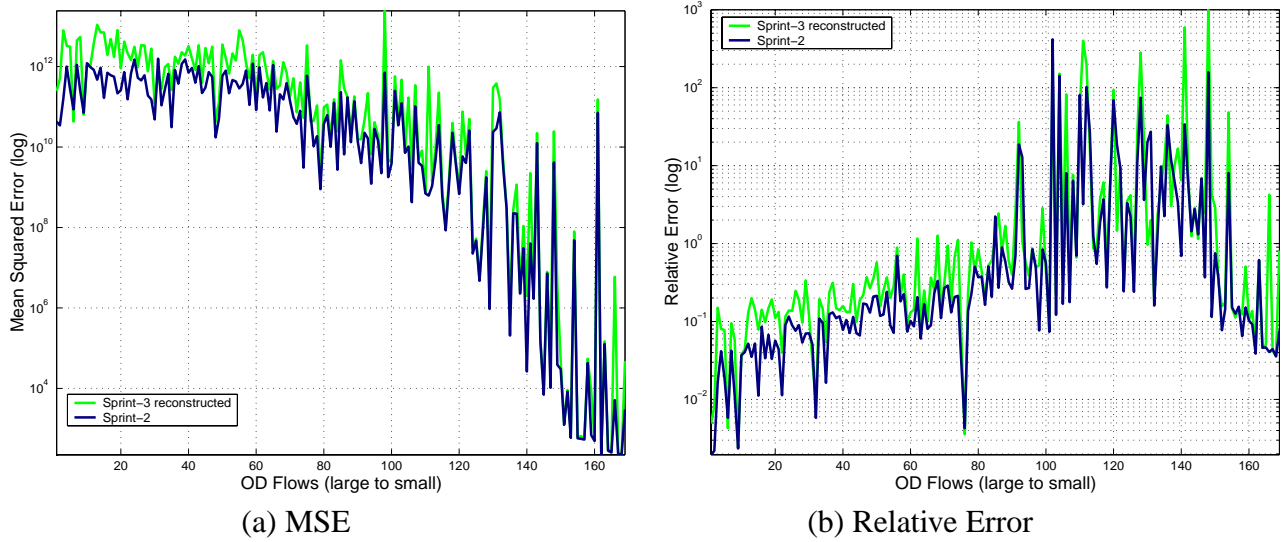 Mean Squared Error (log)
10^12
10^10
10^8
10^6
10^4
Sprint−3 reconstructed
Sprint−2
20 40 60 80 100 120 140 160
OD Flows (large to small)
(a) MSE
Relative Error (log)
10^3
10^2
10^1
10^0
10^−1
10^−2
Sprint−3 reconstructed
Sprint−2
20 40 60 80 100 120 140 160
OD Flows (large to small)
(b) Relative Error